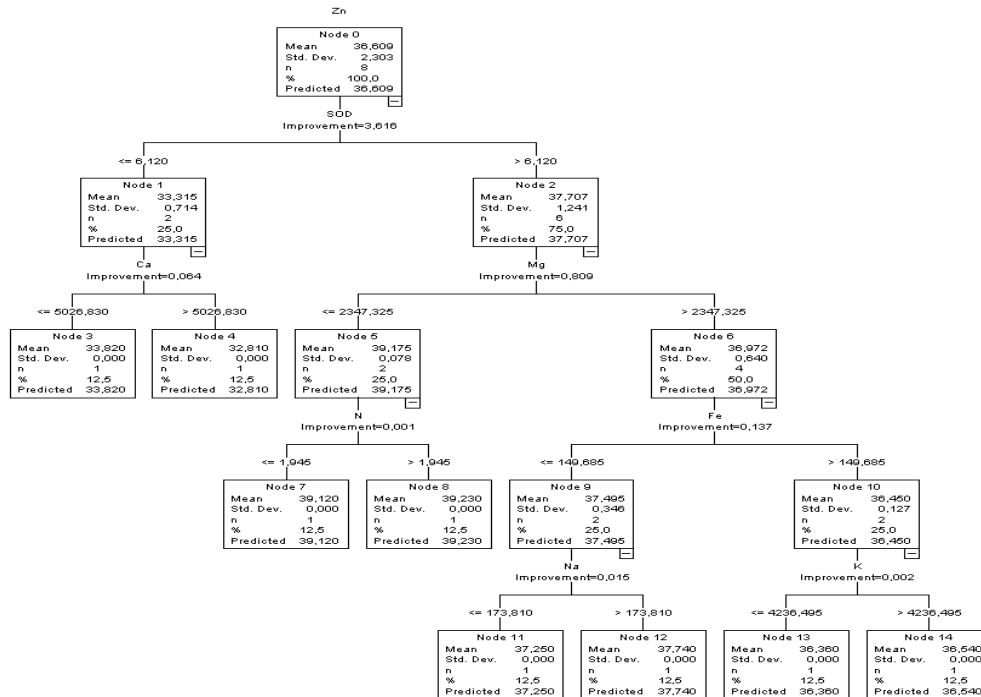 Zn
Node 0
Mean 36,609
Std. Dev. 2,303
n 8
% 100,0
Predicted 36,609
SOD
Improvement=3,616
<= 6,120
> 6,120
Node 1
Mean 33,315
Std. Dev. 0,714
n 2
% 25,0
Predicted 33,315
Node 2
Mean 37,707
Std. Dev. 1,241
n 6
% 75,0
Predicted 37,707
Ca
Improvement=0,064
Mg
Improvement=0,809
<= 5026,830
> 5026,830
<= 2347,325
> 2347,325
Node 3
Mean 33,820
Std. Dev. 0,000
n 1
% 12,5
Predicted 33,820
Node 4
Mean 32,810
Std. Dev. 0,000
n 1
% 12,5
Predicted 32,810
Node 5
Mean 39,175
Std. Dev. 0,078
n 2
% 25,0
Predicted 39,175
Node 6
Mean 36,972
Std. Dev. 0,640
n 4
% 50,0
Predicted 36,972
N
Improvement=0,001
Fe
Improvement=0,137
<= 1,945
> 1,945
<= 149,685
> 149,685
Node 7
Mean 39,120
Std. Dev. 0,000
n 1
% 12,5
Predicted 39,120
Node 8
Mean 39,230
Std. Dev. 0,000
n 1
% 12,5
Predicted 39,230
Node 9
Mean 37,495
Std. Dev. 0,346
n 2
% 25,0
Predicted 37,495
Node 10
Mean 36,450
Std. Dev. 0,127
n 2
% 25,0
Predicted 36,450
Na
Improvement=0,015
K
Improvement=0,002
<= 173,810
> 173,810
<= 4236,495
> 4236,495
Node 11
Mean 37,250
Std. Dev. 0,000
n 1
% 12,5
Predicted 37,250
Node 12
Mean 37,740
Std. Dev. 0,000
n 1
% 12,5
Predicted 37,740
Node 13
Mean 36,360
Std. Dev. 0,000
n 1
% 12,5
Predicted 36,360
Node 14
Mean 36,540
Std. Dev. 0,000
n 1
% 12,5
Predicted 36,540